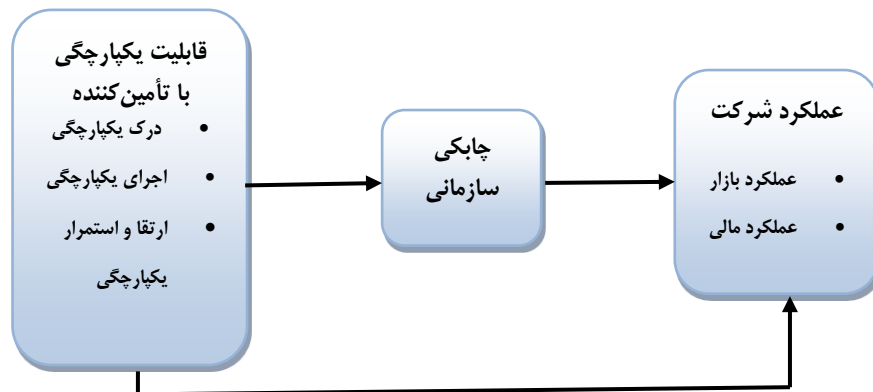 قابلیت یکپارچگی
با تأمین‌کننده
• درک یکپارچگی
• اجرای یکپارچگی
• ارتقا و استمرار
یکپارچگی
چابکی
سازمانی
عملکرد شرکت
• عملکرد بازار
• عملکرد مالی